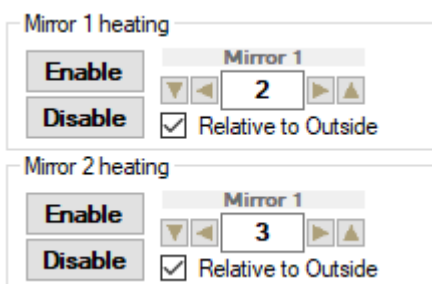 Mirror 1 heating
Enable
Mirror 1
2
Disable
Relative to Outside
Mirror 2 heating
Enable
Mirror 1
3
Disable
Relative to Outside